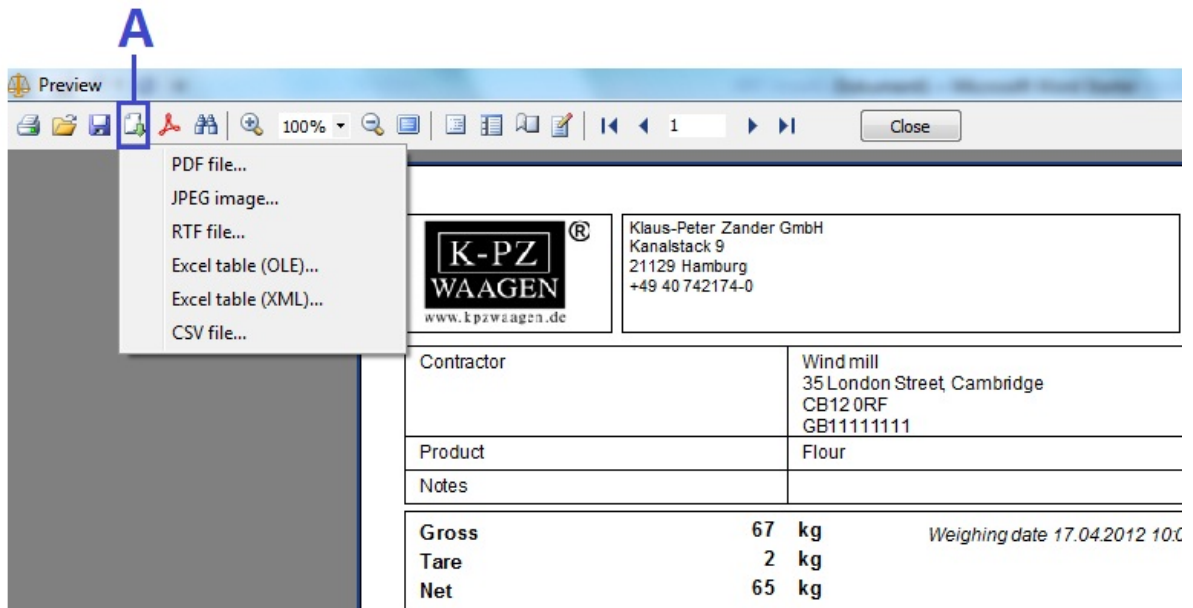 A
Preview
100% 1 Close
PDF file...
JPEG image...
RTF file...
Excel table (OLE)...
Excel table (XML)...
CSV file...
K-PZ ®
WAAGEN
www.kpzwaagen.de
Klaus-Peter Zander GmbH
Kanalstack 9
21129 Hamburg
+49 40 742174-0
Contractor Wind mill
35 London Street, Cambridge
CB12 0RF
GB11111111
Product Flour
Notes
Gross 67 kg Weighing date 17.04.2012 10:0
Tare 2 kg
Net 65 kg